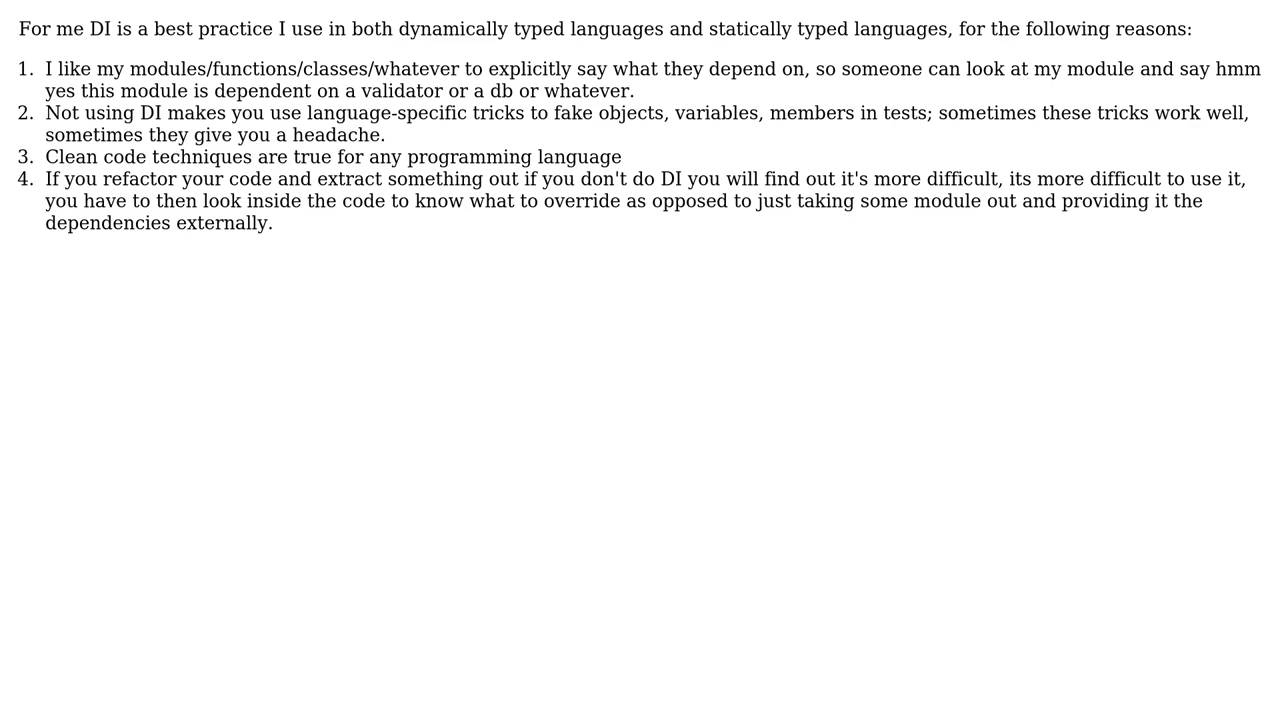 For me DI is a best practice I use in both dynamically typed languages and statically typed languages, for the following reasons:
1. I like my modules/functions/classes/whatever to explicitly say what they depend on, so someone can look at my module and say hmm
yes this module is dependent on a validator or a db or whatever.
2. Not using DI makes you use language-specific tricks to fake objects, variables, members in tests; sometimes these tricks work well,
sometimes they give you a headache.
3. Clean code techniques are true for any programming language
4. If you refactor your code and extract something out if you don't do DI you will find out it's more difficult, its more difficult to use it,
you have to then look inside the code to know what to override as opposed to just taking some module out and providing it the
dependencies externally.